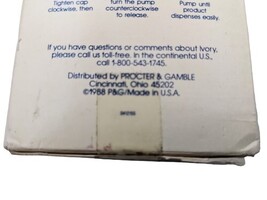 Tighten cap
clockwise, then
turn the pump
counterclockwise
to release.
Pump until
product
dispenses easily.
If you have questions or comments about Ivory,
please call us toll-free. In the continental U.S.,
call 1-800-543-1745.
Distributed by PROCTER & GAMBLE
Cincinnati, Ohio 45202
©1988 P&G/Made in U.S.A.